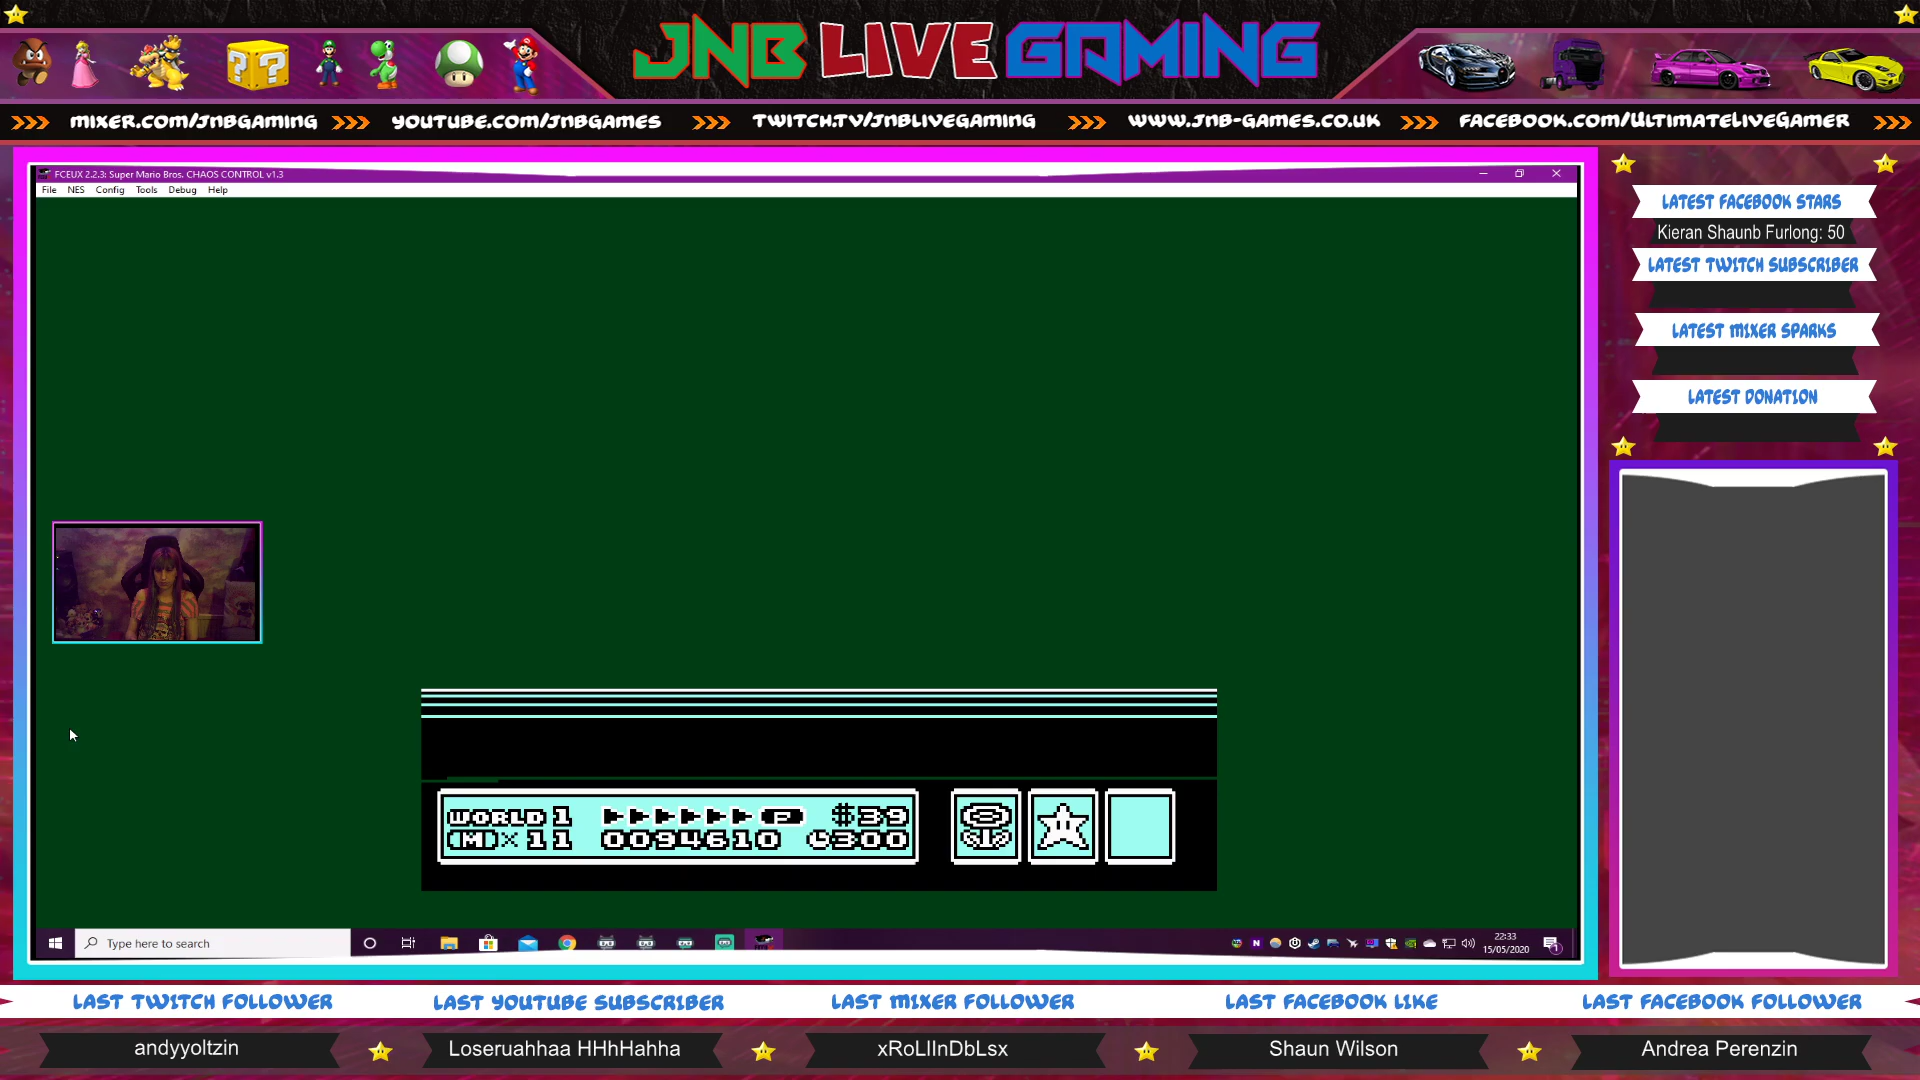 JNB LIVE GAMING
MIXER.COM/JNBGAMING
YOUTUBE.COM/JNBGAMES
TWITCH.TV/JNBLIVEGAMING
WWW.JNB-GAMES.CO.UK
FACEBOOK.COM/ULTIMATELIVEGAMER
FCEUX 2.2.3: Super Mario Bros. CHAOS CONTROL v1.3
File NES Config Tools Debug Help
LATEST FACEBOOK STARS
Kieran Shaunb Furlong: 50
LATEST TWITCH SUBSCRIBER
LATEST MIXER SPARKS
LATEST DONATION
WORLD 1 P $39
M × 11 0094610 300
Type here to search
22:33
15/05/2020
1
LAST TWITCH FOLLOWER
LAST YOUTUBE SUBSCRIBER
LAST MIXER FOLLOWER
LAST FACEBOOK LIKE
LAST FACEBOOK FOLLOWER
andyyoltzin
Loseruahhaa HHhHahha
xRoLlInDbLsx
Shaun Wilson
Andrea Perenzin